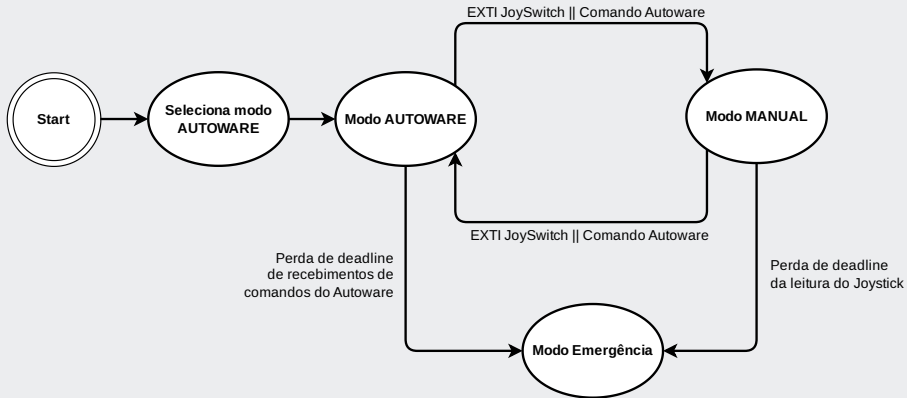 EXTI JoySwitch || Comando Autoware
Start
Seleciona modo
AUTOWARE
Modo AUTOWARE
Modo MANUAL
EXTI JoySwitch || Comando Autoware
Perda de deadline
de recebimentos de
comandos do Autoware
Perda de deadline
da leitura do Joystick
Modo Emergência